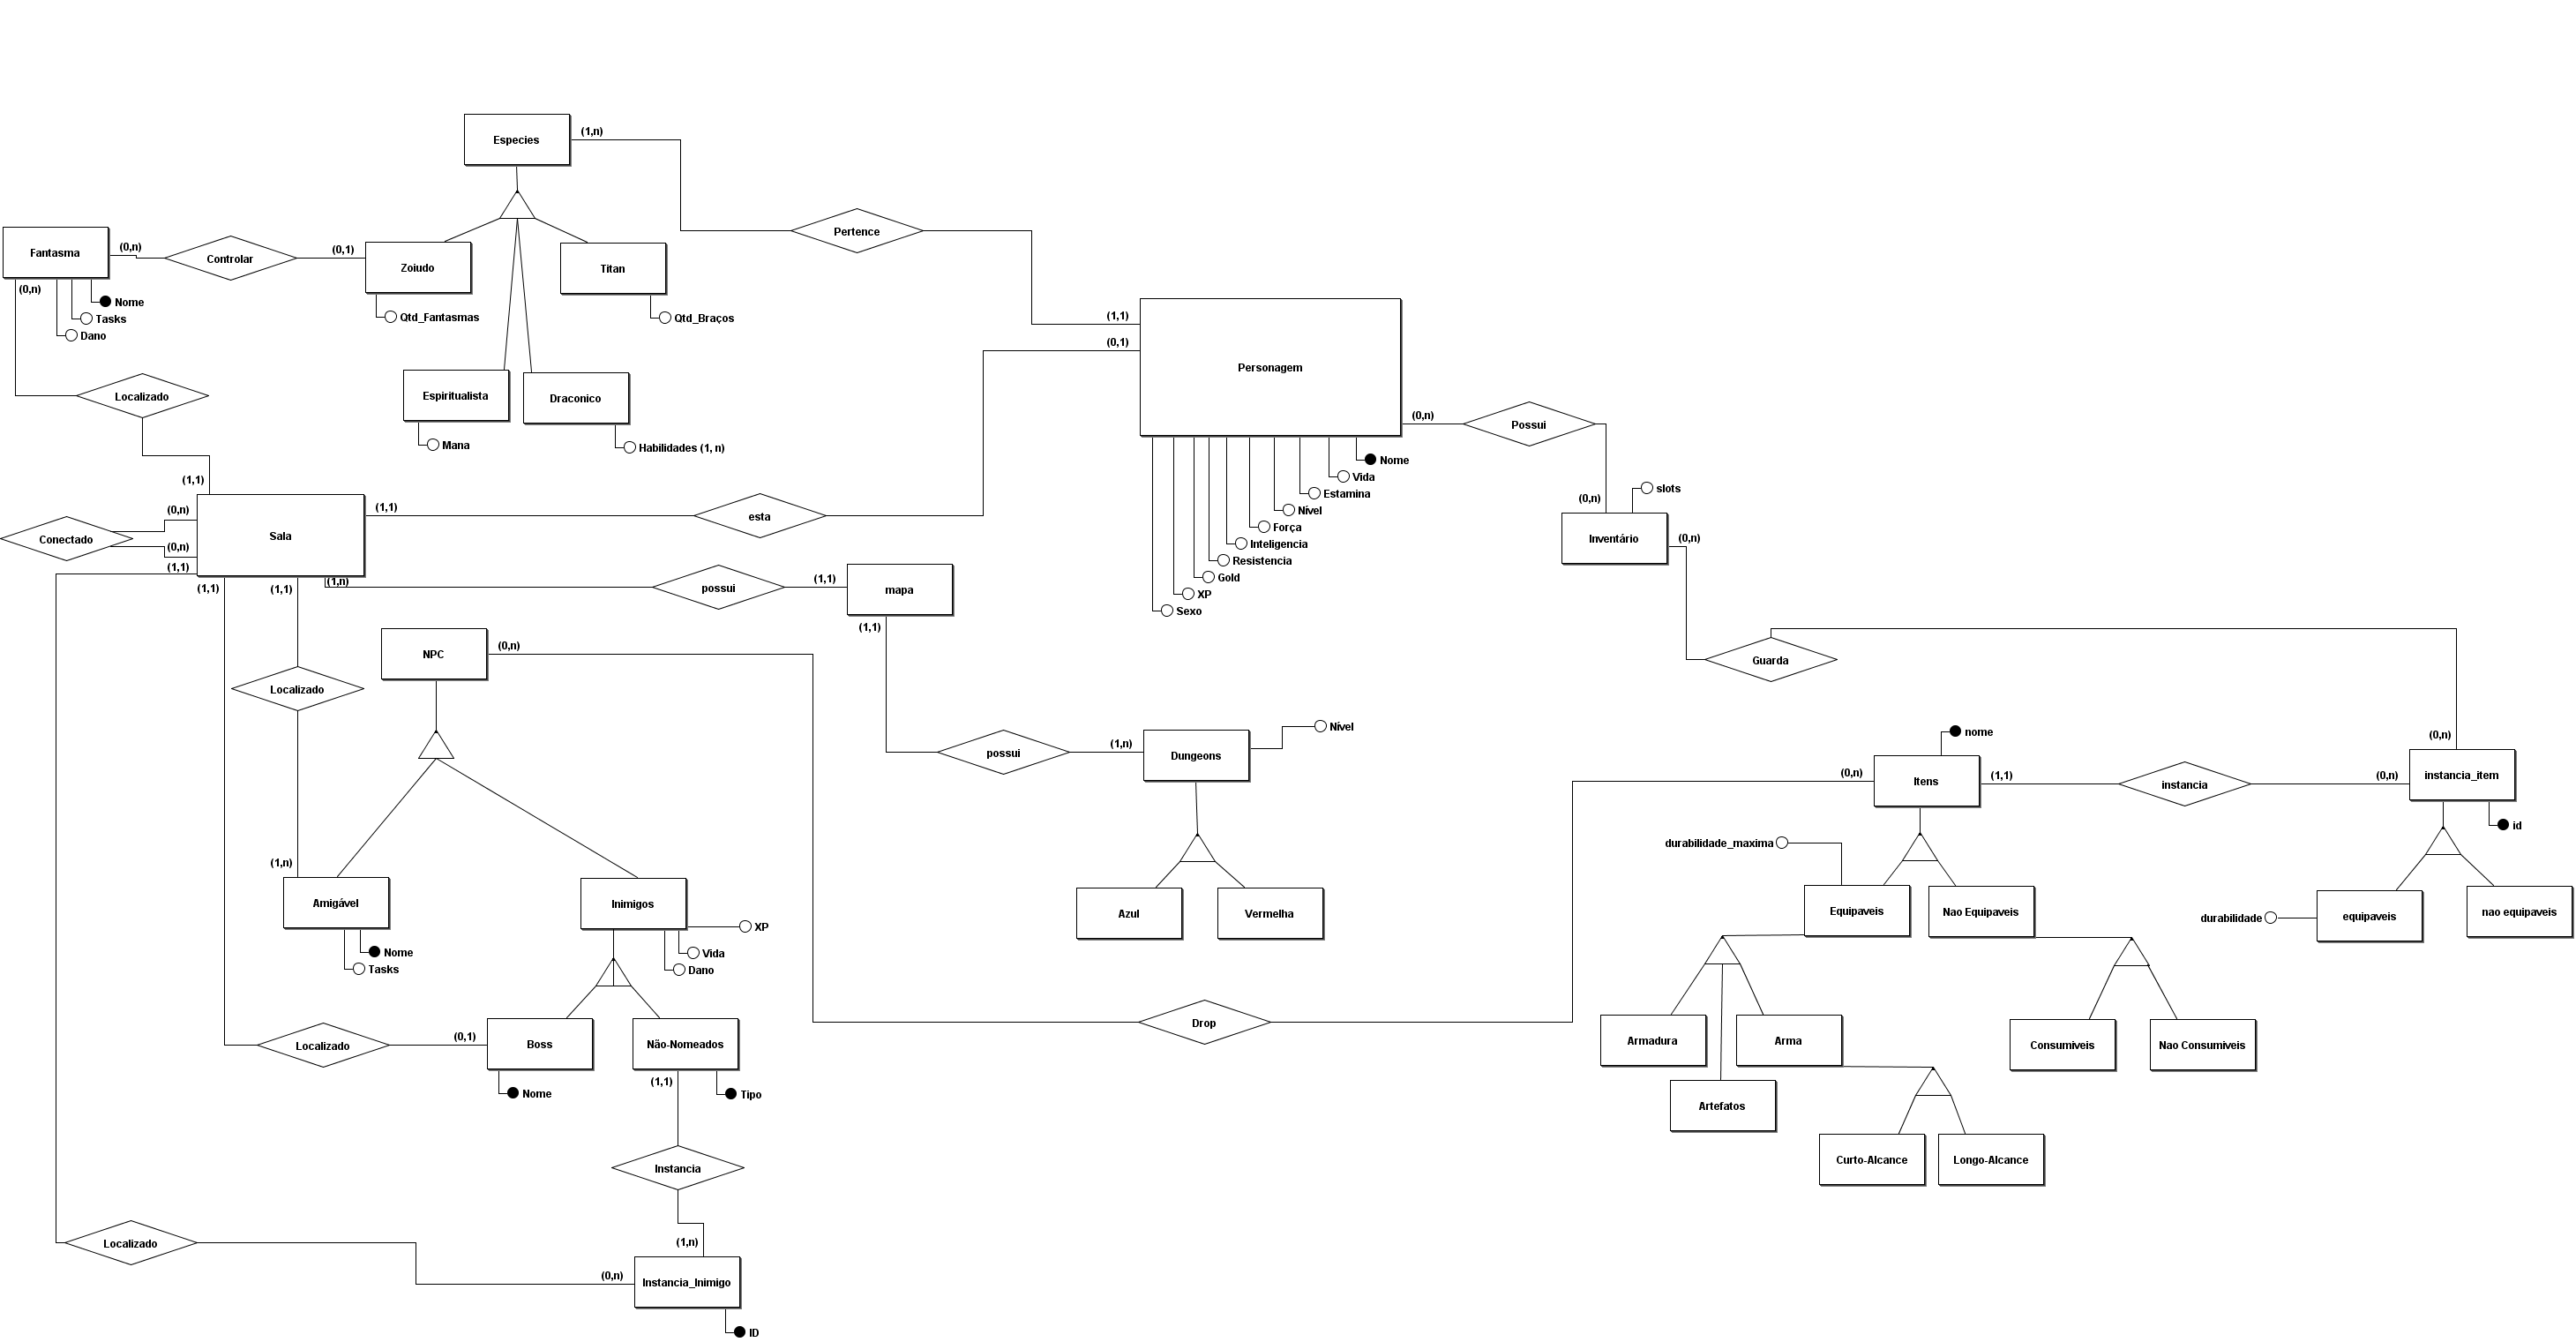 Especies
(1,n)
Pertence
Fantasma
(0,n)
Controlar
(0,1)
Zoiudo
Titan
(0,n)
Nome
Tasks
Dano
Qtd_Fantasmas
Qtd_Braços
(1,1)
(0,1)
Personagem
Localizado
Espiritualista
Draconico
Mana
Habilidades (1, n)
(0,n)
Possui
Nome
Vida
Estamina
Nível
Força
Inteligencia
Resistencia
Gold
XP
Sexo
(0,n)
slots
Inventário
(0,n)
(1,1)
(0,n)
Conectado
(0,n)
Sala
(1,1)
esta
(1,1)
(1,1)
(1,1)
(1,n)
possui
(1,1)
mapa
(1,1)
NPC
(0,n)
Guarda
Localizado
possui
(1,n)
Dungeons
Nível
nome
(0,n)
Itens
(1,1)
instancia
(0,n)
(0,n)
instancia_item
id
durabilidade_maxima
(1,n)
Amigável
Nome
Tasks
Inimigos
XP
Vida
Dano
Azul
Vermelha
Equipaveis
Nao Equipaveis
durabilidade
equipaveis
nao equipaveis
Localizado
(0,1)
Boss
Nome
Não-Nomeados
(1,1)
Tipo
Drop
Armadura
Arma
Artefatos
Consumiveis
Nao Consumiveis
Curto-Alcance
Longo-Alcance
Instancia
Localizado
(1,n)
(0,n)
Instancia_Inimigo
ID